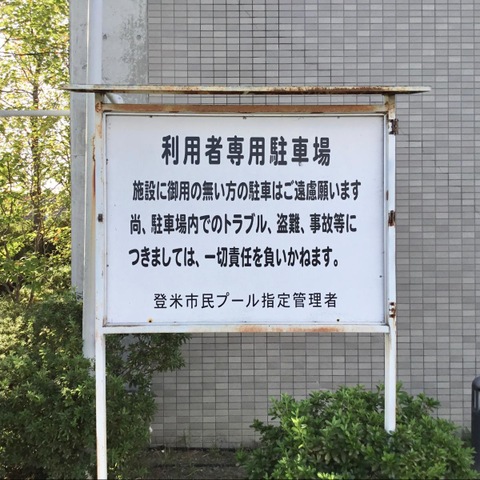 利用者専用駐車場
施設に御用の無い方の駐車はご遠慮願います
尚、駐車場内でのトラブル、盗難、事故等に
つきましては、一切責任を負いかねます。
登米市民プール指定管理者